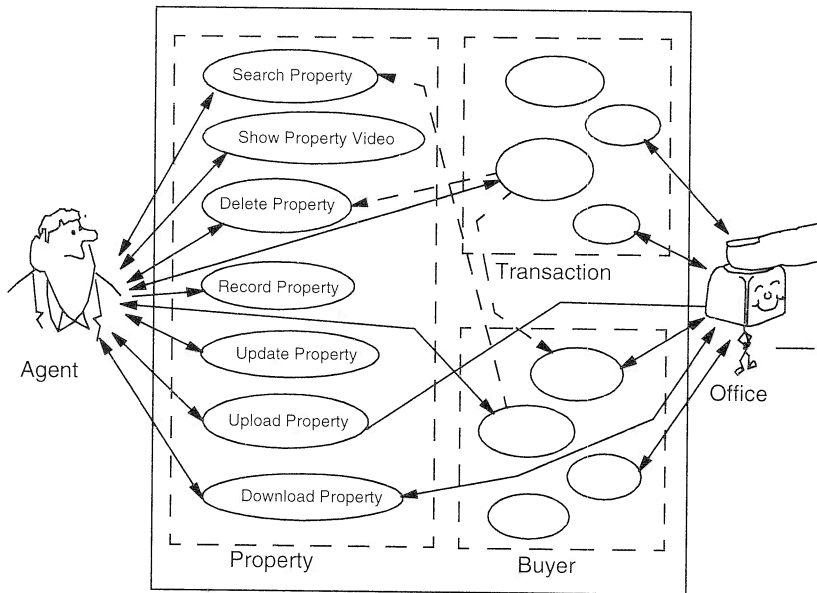 Search Property
Show Property Video
Delete Property
Transaction
Record Property
Update Property
Agent
Office
Upload Property
Download Property
Property
Buyer